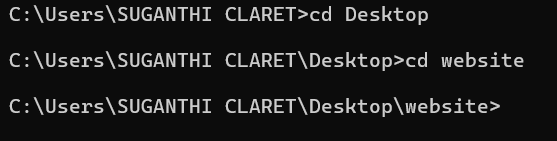 C:\Users\SUGANTHI CLARET>cd Desktop
C:\Users\SUGANTHI CLARET\Desktop>cd website
C:\Users\SUGANTHI CLARET\Desktop\website>